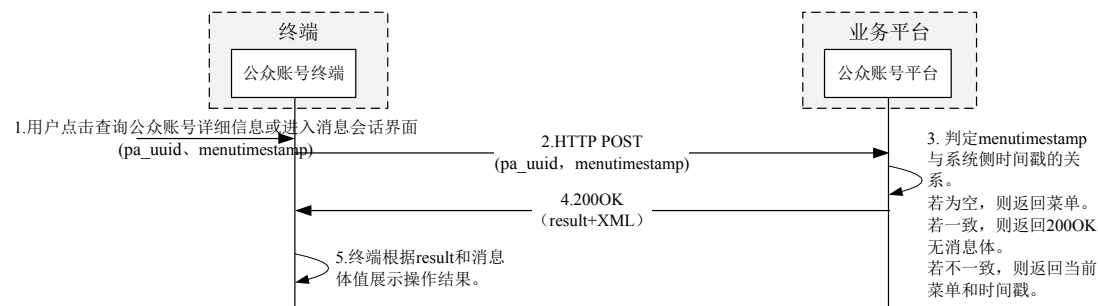 终端
公众账号终端
业务平台
公众账号平台
1.用户点击查询公众账号详细信息或进入消息会话界面
(pa_uuid、menutimestamp)
2.HTTP POST
(pa_uuid，menutimestamp)
3. 判定menutimestamp
与系统侧时间戳的关
系。
若为空，则返回菜单。
若一致，则返回200OK
无消息体。
若不一致，则返回当前
菜单和时间戳。
4.200OK
（result+XML）
5.终端根据result和消息
体值展示操作结果。